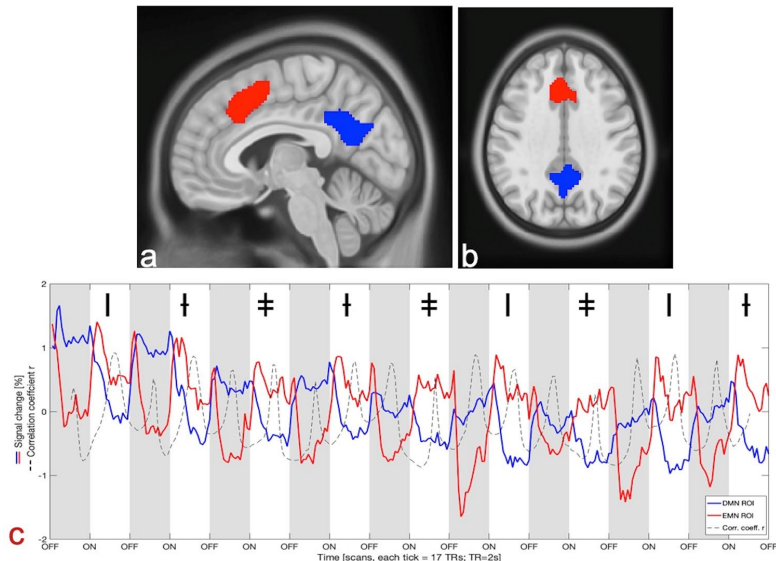 a
b
2
1
0
-1
-2
Signal change [%]
Correlation coefficient r
OFF ON OFF ON OFF ON OFF ON OFF ON OFF ON OFF ON OFF ON OFF ON OFF
Time [scans, each tick = 17 TRs; TR=2s]
DMN ROI
EMN ROI
Corr. coeff. r
c